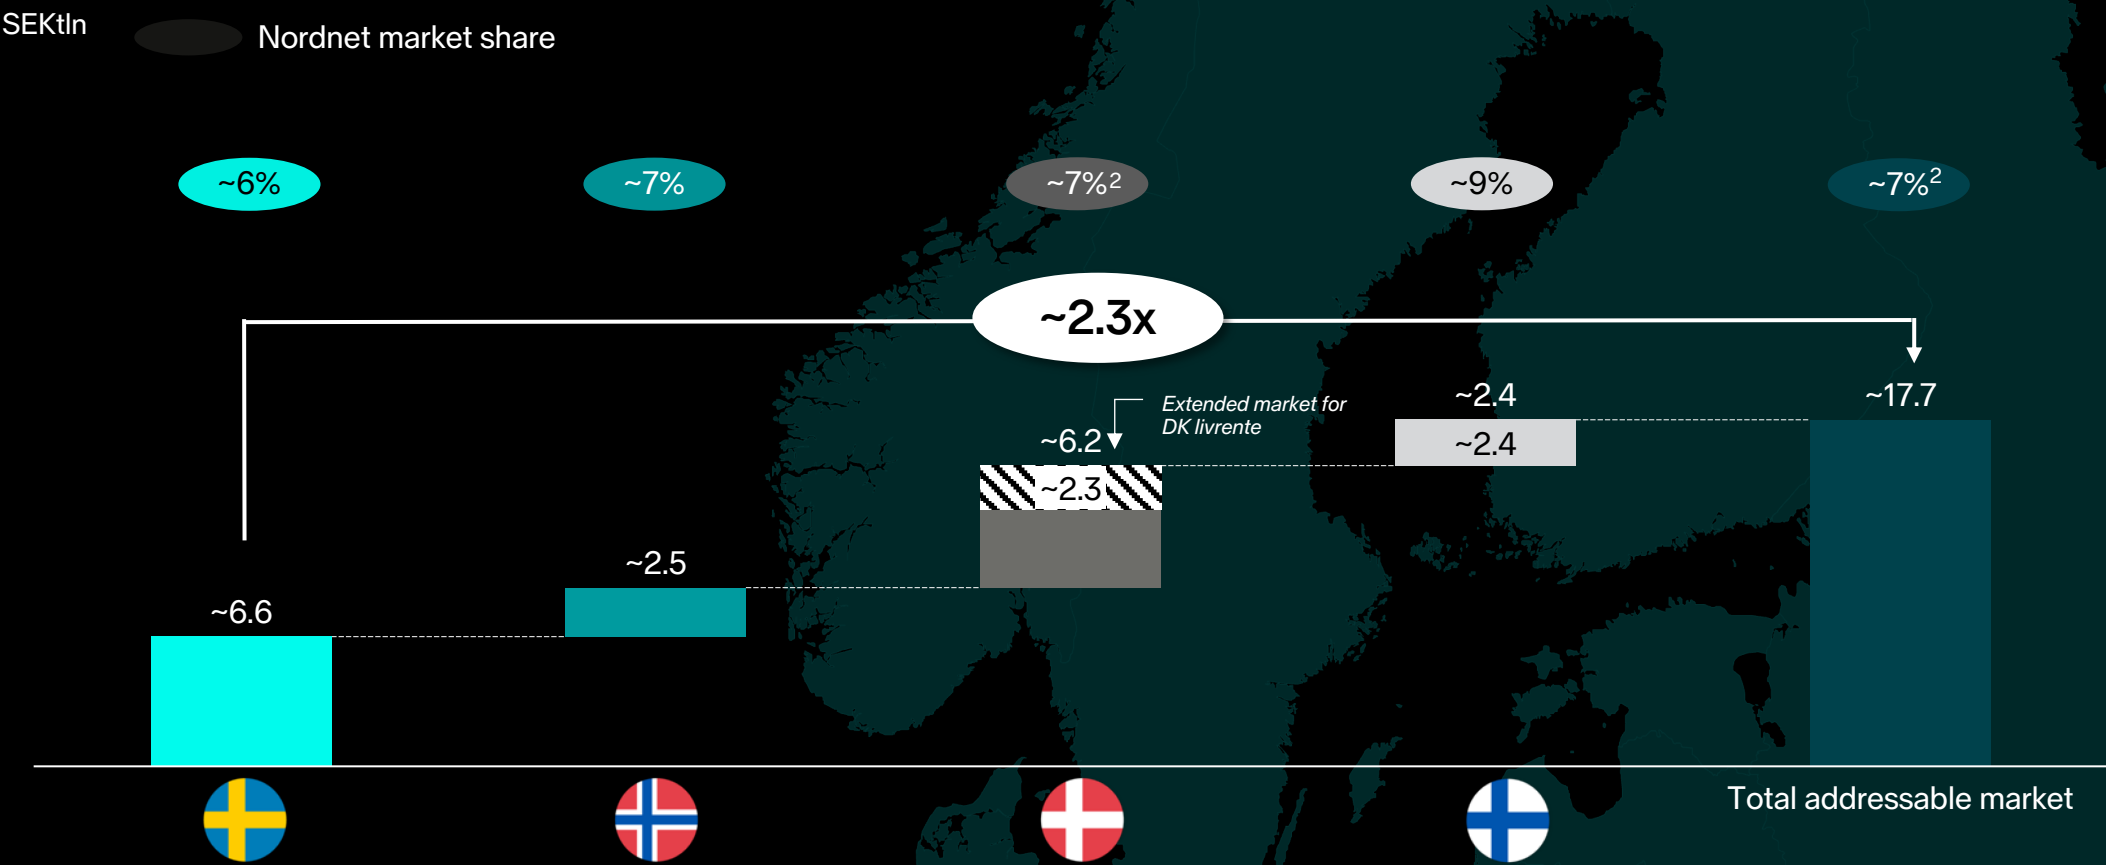 SEKtln
Nordnet market share
~6%
~7%
~7%²
~9%
~7%²
~2.3x
Extended market for
DK livrente
~6.6
~2.5
~6.2
~2.3
~2.4
~2.4
~17.7
Total addressable market